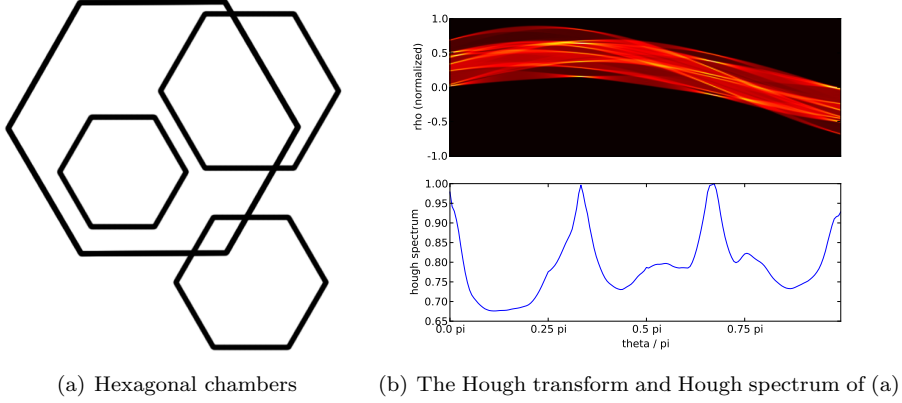 1.0
0.5
0.0
-0.5
-1.0
rho (normalized)
1.00
0.95
0.90
0.85
0.80
0.75
0.70
0.65
hough spectrum
0.0 pi 0.25 pi 0.5 pi 0.75 pi
theta / pi
(a) Hexagonal chambers
(b) The Hough transform and Hough spectrum of (a)